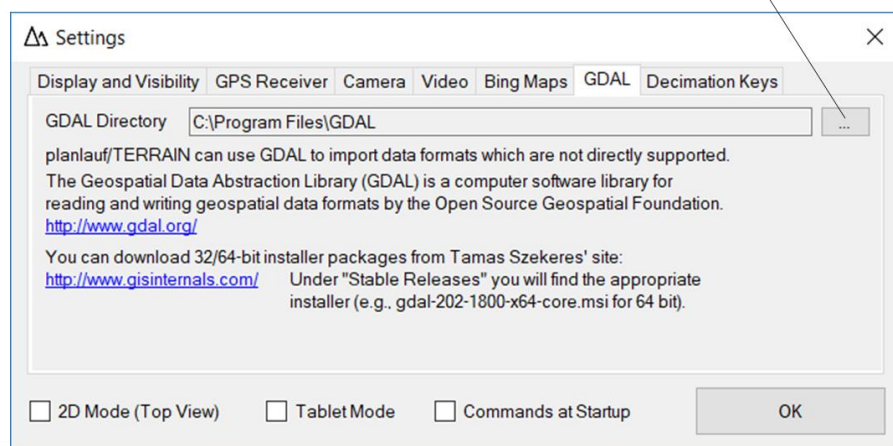 Settings
Display and Visibility GPS Receiver Camera Video Bing Maps GDAL Decimation Keys
GDAL Directory C:\Program Files\GDAL ...
planlauf/TERRAIN can use GDAL to import data formats which are not directly supported.
The Geospatial Data Abstraction Library (GDAL) is a computer software library for
reading and writing geospatial data formats by the Open Source Geospatial Foundation.
http://www.gdal.org/
You can download 32/64-bit installer packages from Tamas Szekeres' site:
http://www.gisinternals.com/ Under "Stable Releases" you will find the appropriate
installer (e.g., gdal-202-1800-x64-core.msi for 64 bit).
2D Mode (Top View) Tablet Mode Commands at Startup OK